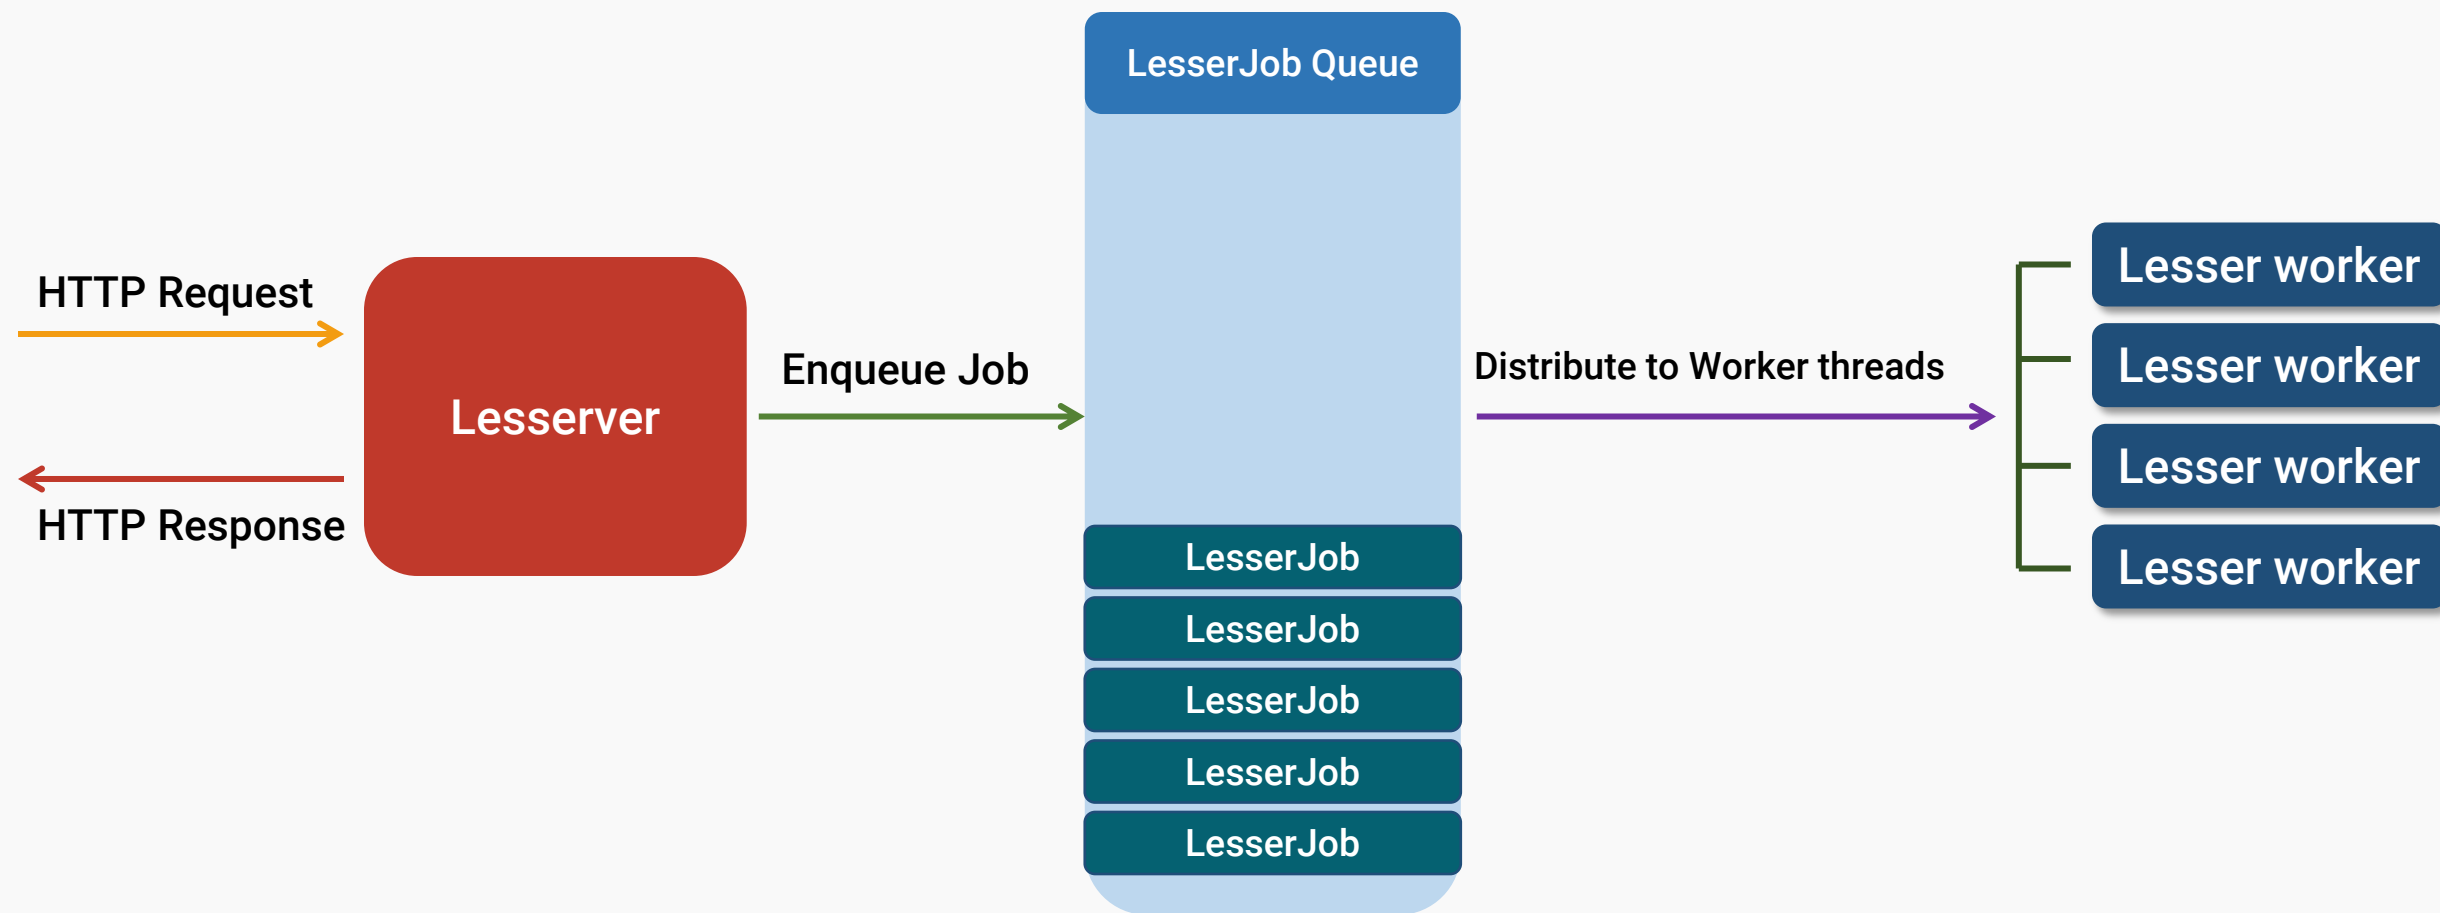 HTTP Request
HTTP Response
Lesserver
Enqueue Job
LesserJob Queue
LesserJob
LesserJob
LesserJob
LesserJob
LesserJob
Distribute to Worker threads
Lesser worker
Lesser worker
Lesser worker
Lesser worker